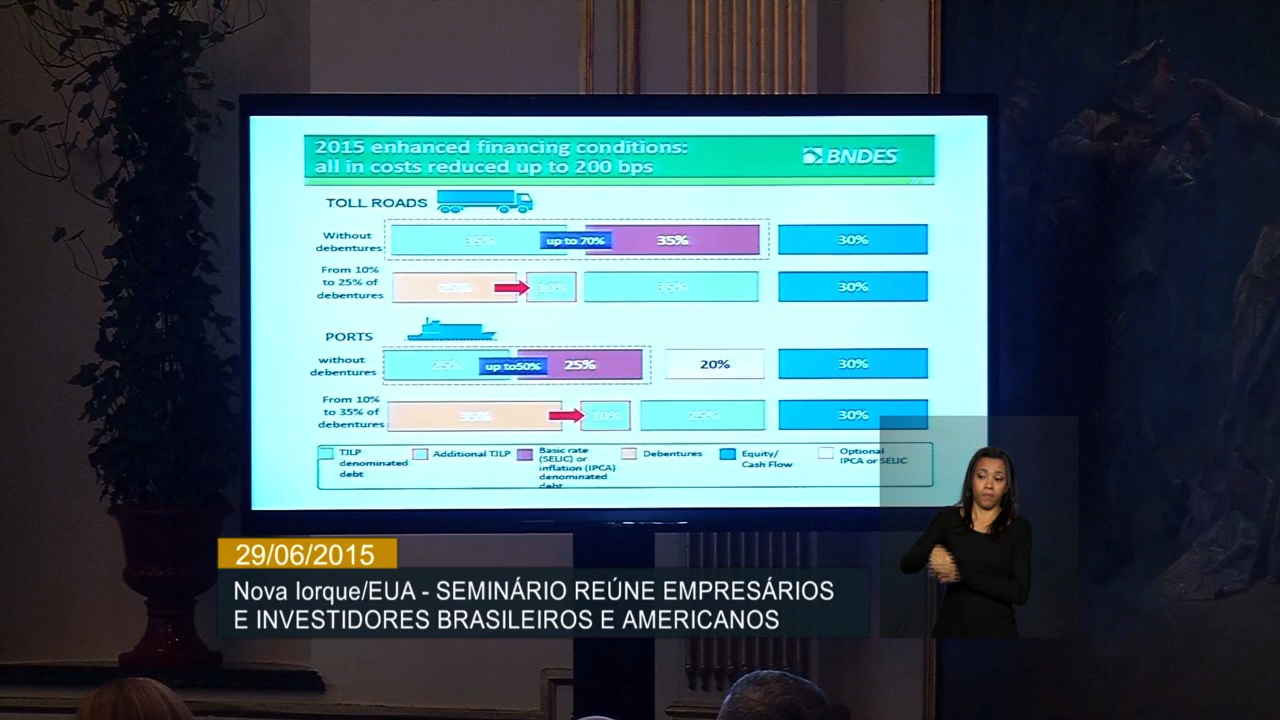 2015 enhanced financing conditions:
all in costs reduced up to 200 bps
BNDES
TOLL ROADS
Without
debentures
35%
up to 70%
35%
30%
From 10%
to 25% of
debentures
25%
10%
35%
30%
PORTS
without
debentures
25%
up to50%
25%
20%
30%
From 10%
to 35% of
debentures
35%
10%
25%
30%
TJLP
denominated
debt
Additional TJLP
Basic rate
(SELIC) or
inflation (IPCA)
denominated
debt
Debentures
Equity/
Cash Flow
Optional
IPCA or SELIC
29/06/2015
Nova Iorque/EUA - SEMINÁRIO REÚNE EMPRESÁRIOS
E INVESTIDORES BRASILEIROS E AMERICANOS